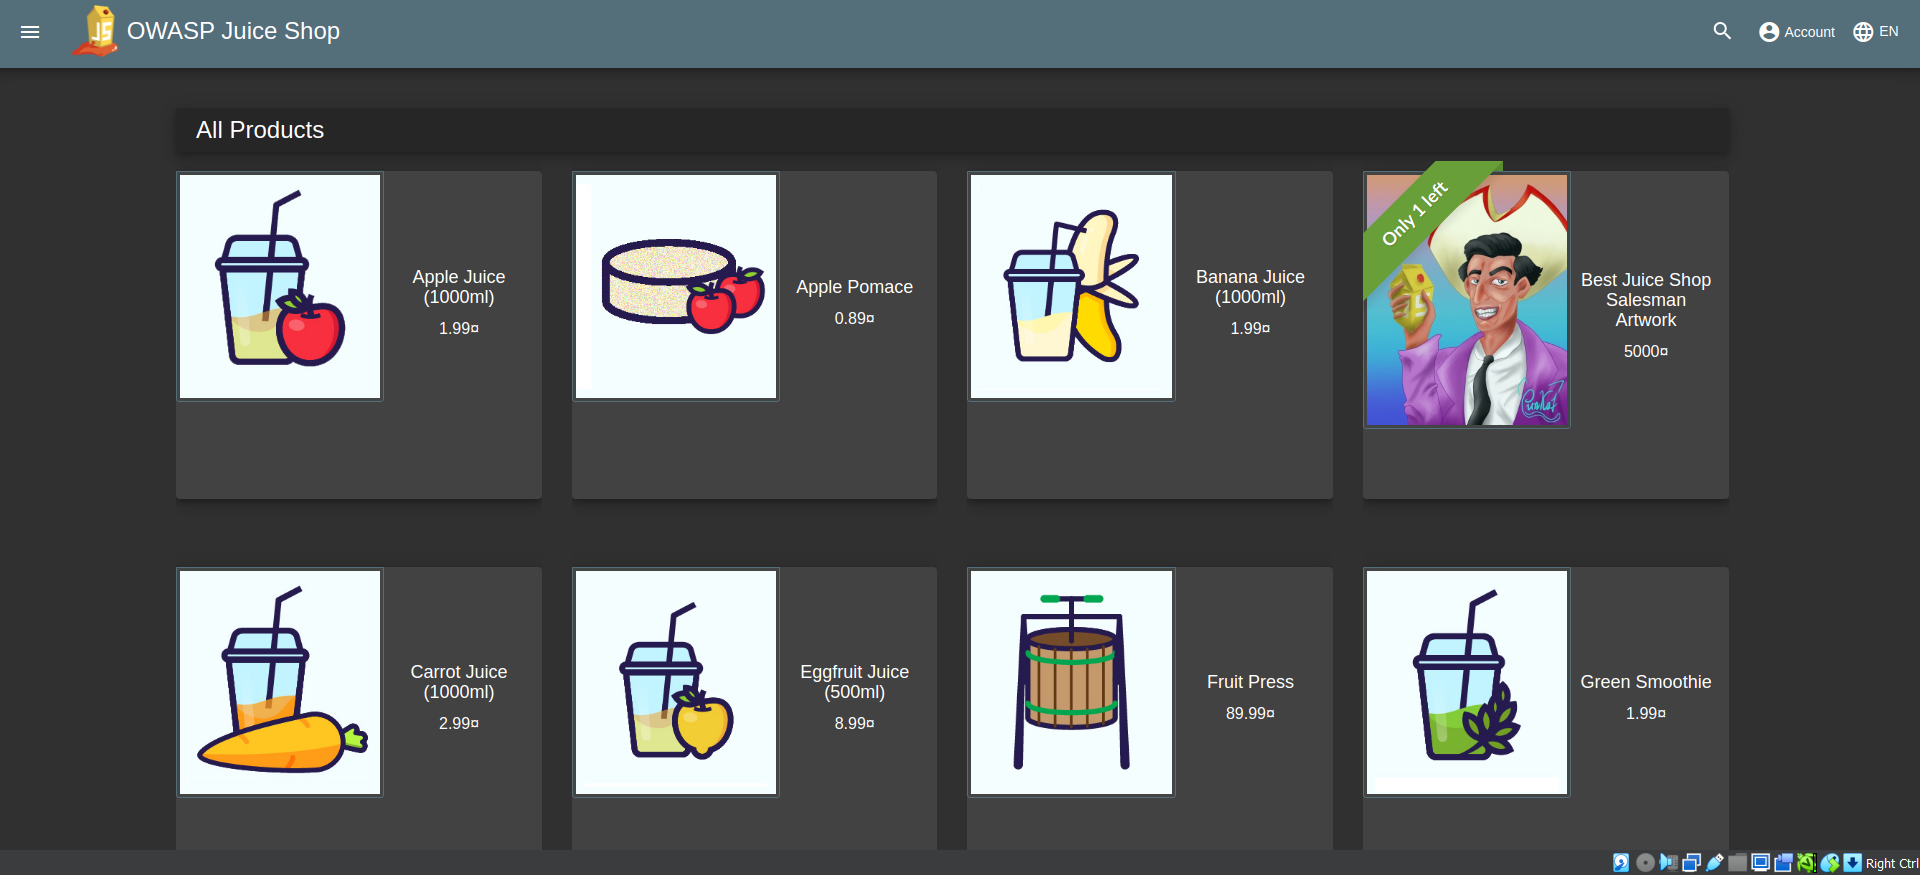 OWASP Juice Shop
Account
EN
All Products
Only 1 left
Apple Juice
(1000ml)
1.99¤
Apple Pomace
0.89¤
Banana Juice
(1000ml)
1.99¤
Best Juice Shop
Salesman
Artwork
5000¤
Carrot Juice
(1000ml)
2.99¤
Eggfruit Juice
(500ml)
8.99¤
Fruit Press
89.99¤
Green Smoothie
1.99¤
Right Ctrl